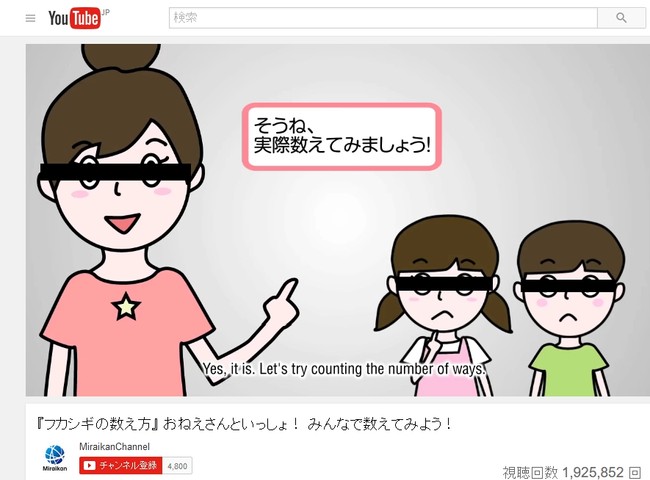 YouTube JP
検索
そうね、
実際数えてみましょう!
Yes, it is. Let's try counting the number of ways.
『フカシギの数え方』 おねえさんといっしょ! みんなで数えてみよう!
MiraikanChannel
Miraikan
チャンネル登録 4,800
視聴回数 1,925,852 回